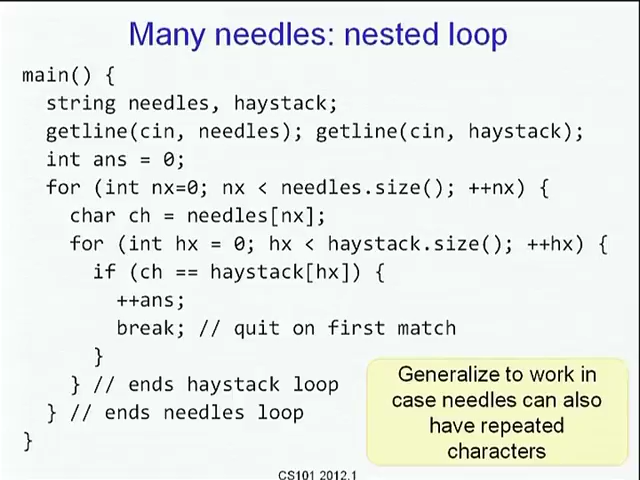 Many needles: nested loop
main() {
string needles, haystack;
getline(cin, needles); getline(cin, haystack);
int ans = 0;
for (int nx=0; nx < needles.size(); ++nx) {
char ch = needles[nx];
for (int hx = 0; hx < haystack.size(); ++hx) {
if (ch == haystack[hx]) {
++ans;
break; // quit on first match
}
} // ends haystack loop
} // ends needles loop
}
Generalize to work in
case needles can also
have repeated
characters
CS101 2012.1